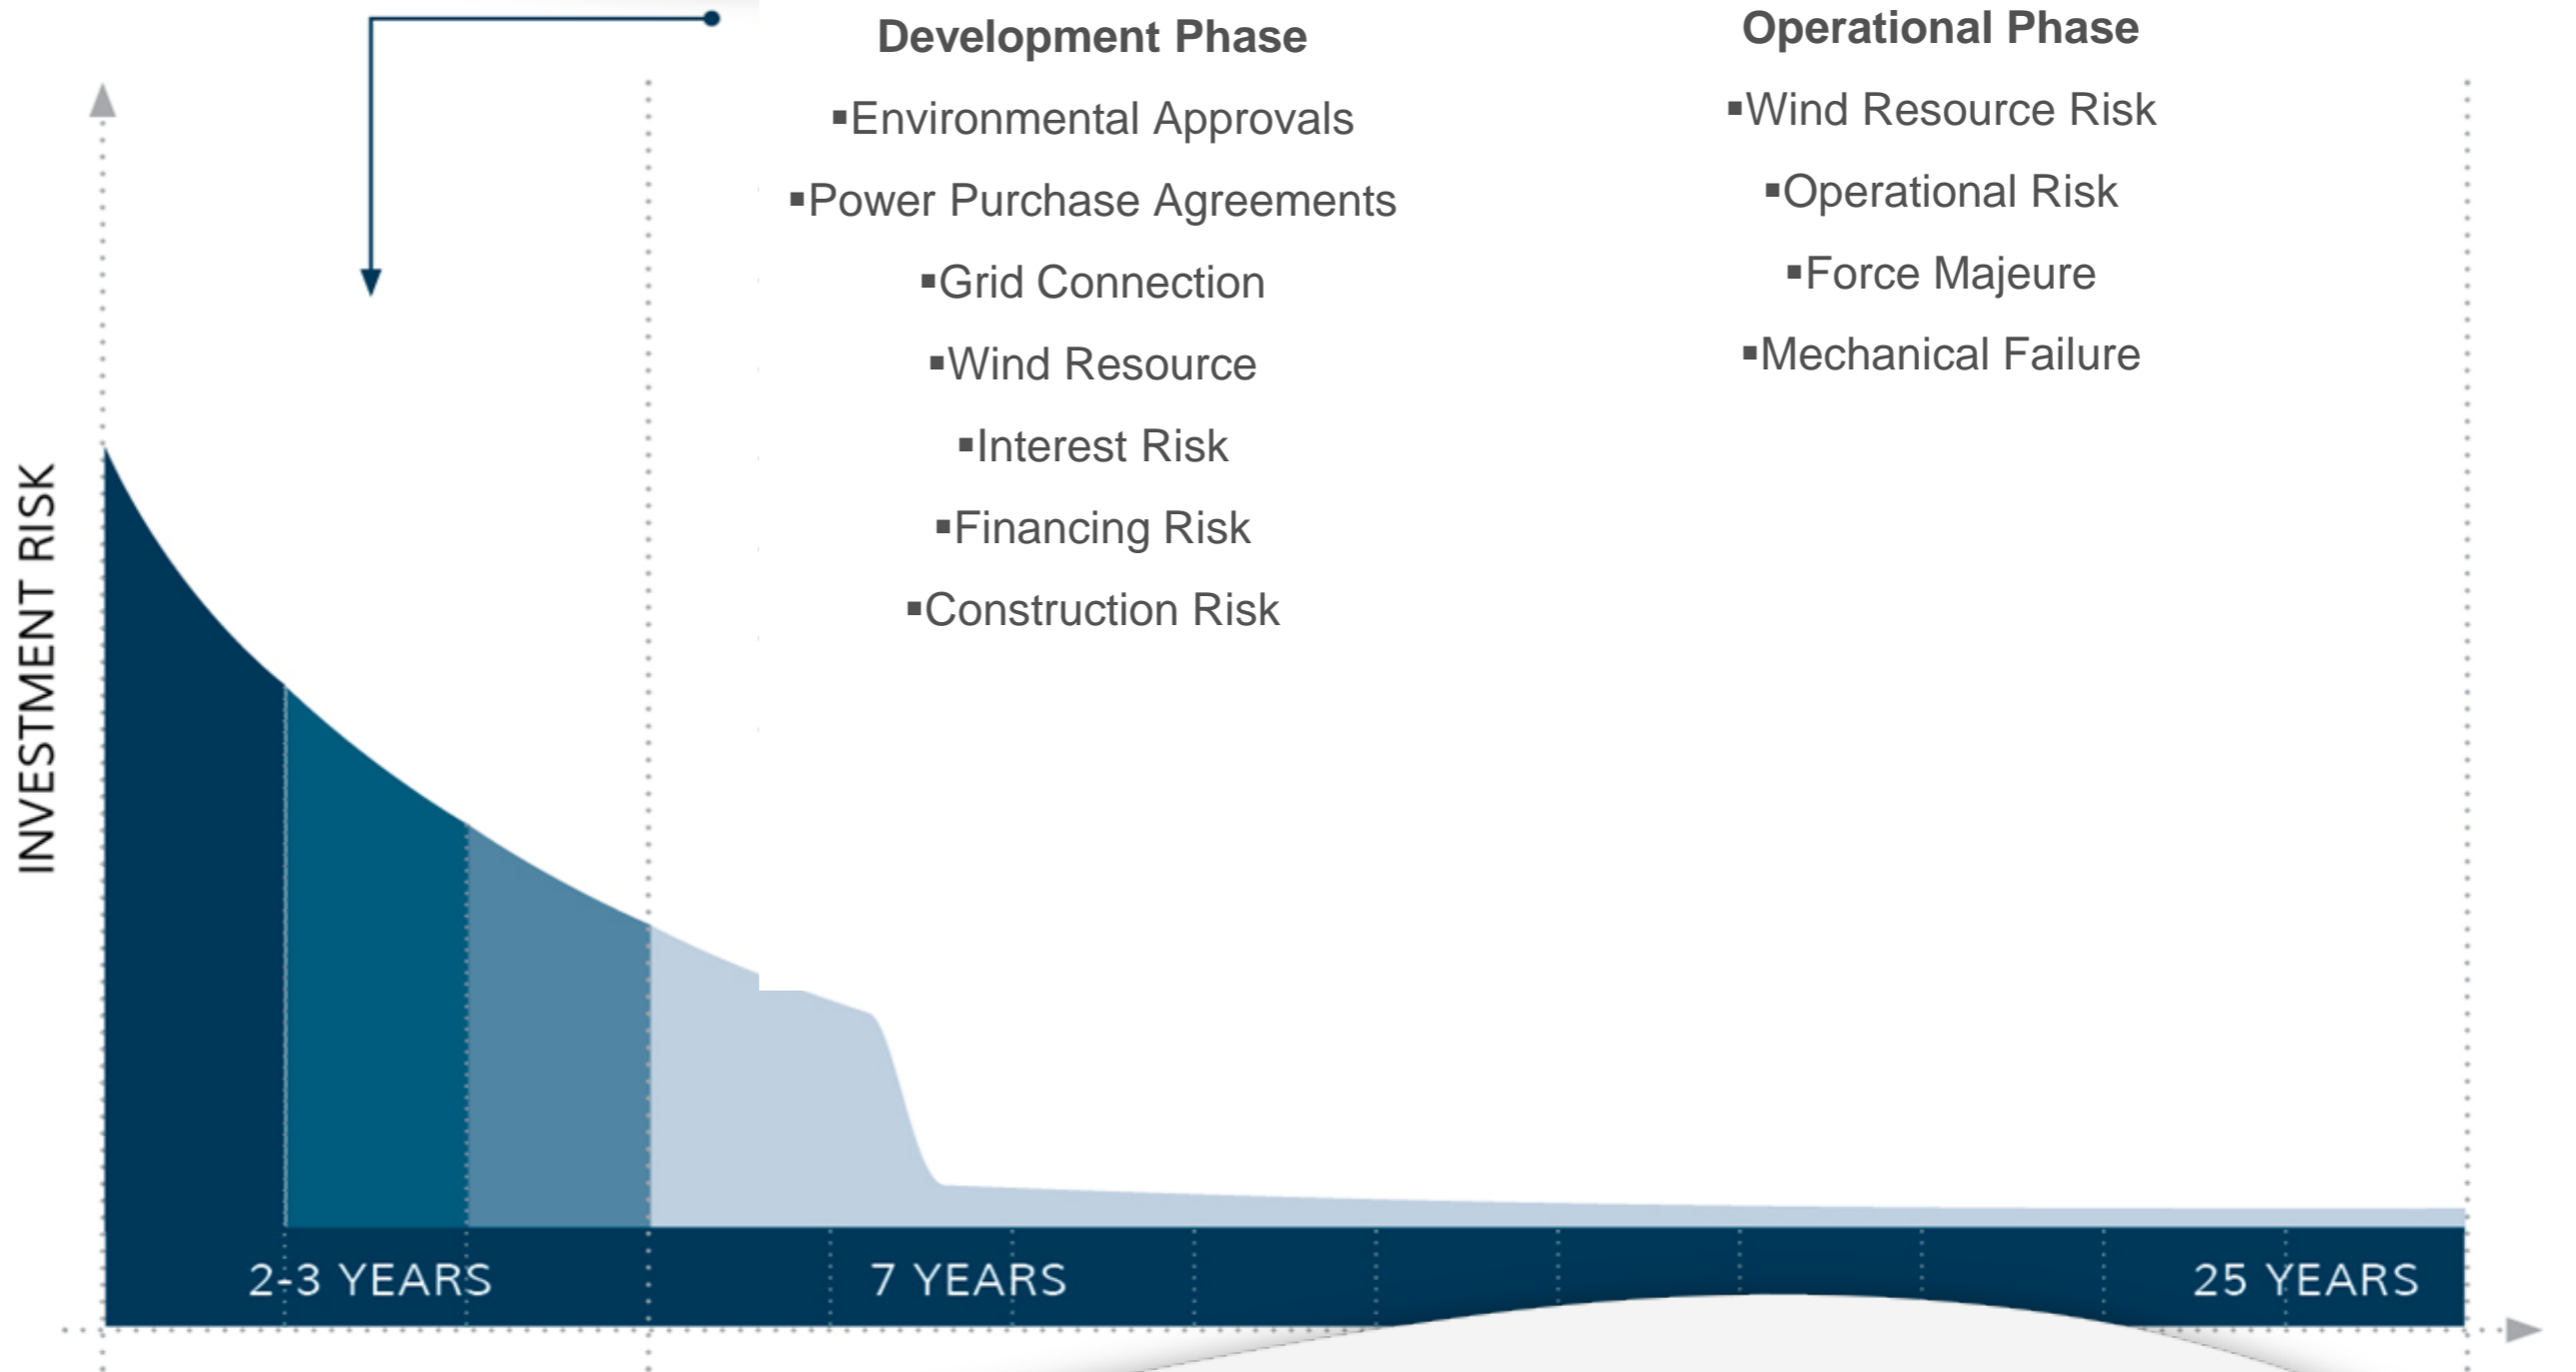 Development Phase
▪Environmental Approvals
▪Power Purchase Agreements
▪Grid Connection
▪Wind Resource
▪Interest Risk
▪Financing Risk
▪Construction Risk
Operational Phase
▪Wind Resource Risk
▪Operational Risk
▪Force Majeure
▪Mechanical Failure
INVESTMENT RISK
2-3 YEARS
7 YEARS
25 YEARS